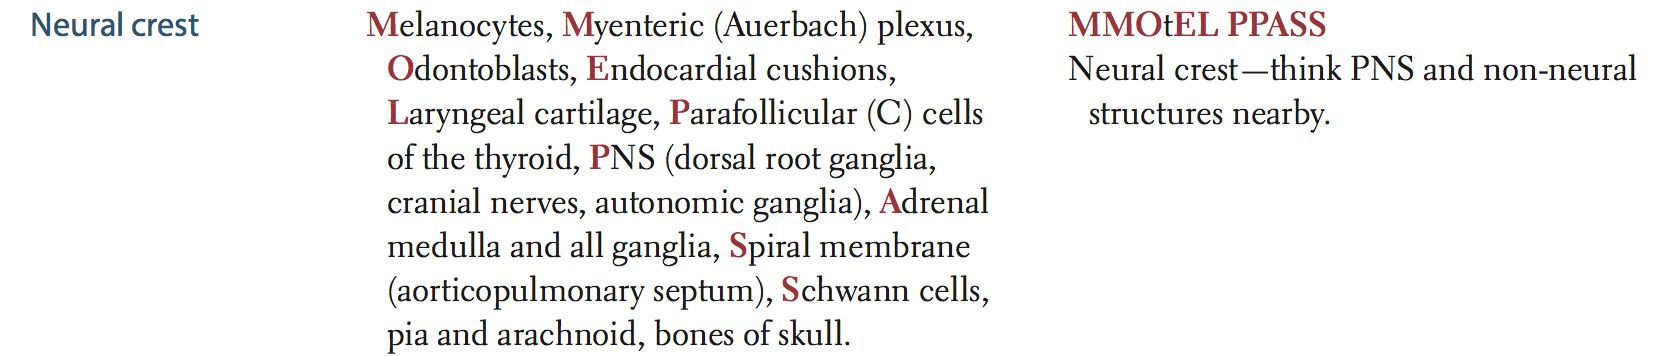 Neural crest
Melanocytes, Myenteric (Auerbach) plexus,
Odontoblasts, Endocardial cushions,
Laryngeal cartilage, Parafollicular (C) cells
of the thyroid, PNS (dorsal root ganglia,
cranial nerves, autonomic ganglia), Adrenal
medulla and all ganglia, Spiral membrane
(aorticopulmonary septum), Schwann cells,
pia and arachnoid, bones of skull.
MMOtEL PPASS
Neural crest—think PNS and non-neural
structures nearby.